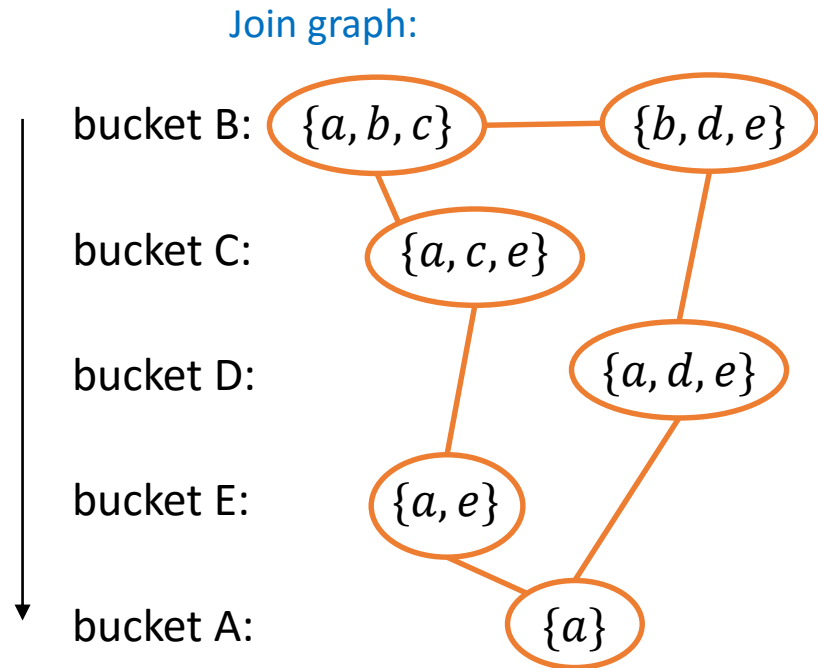 Join graph:
bucket B: {a, b, c} {b, d, e}
bucket C: {a, c, e}
bucket D: {a, d, e}
bucket E: {a, e}
bucket A: {a}